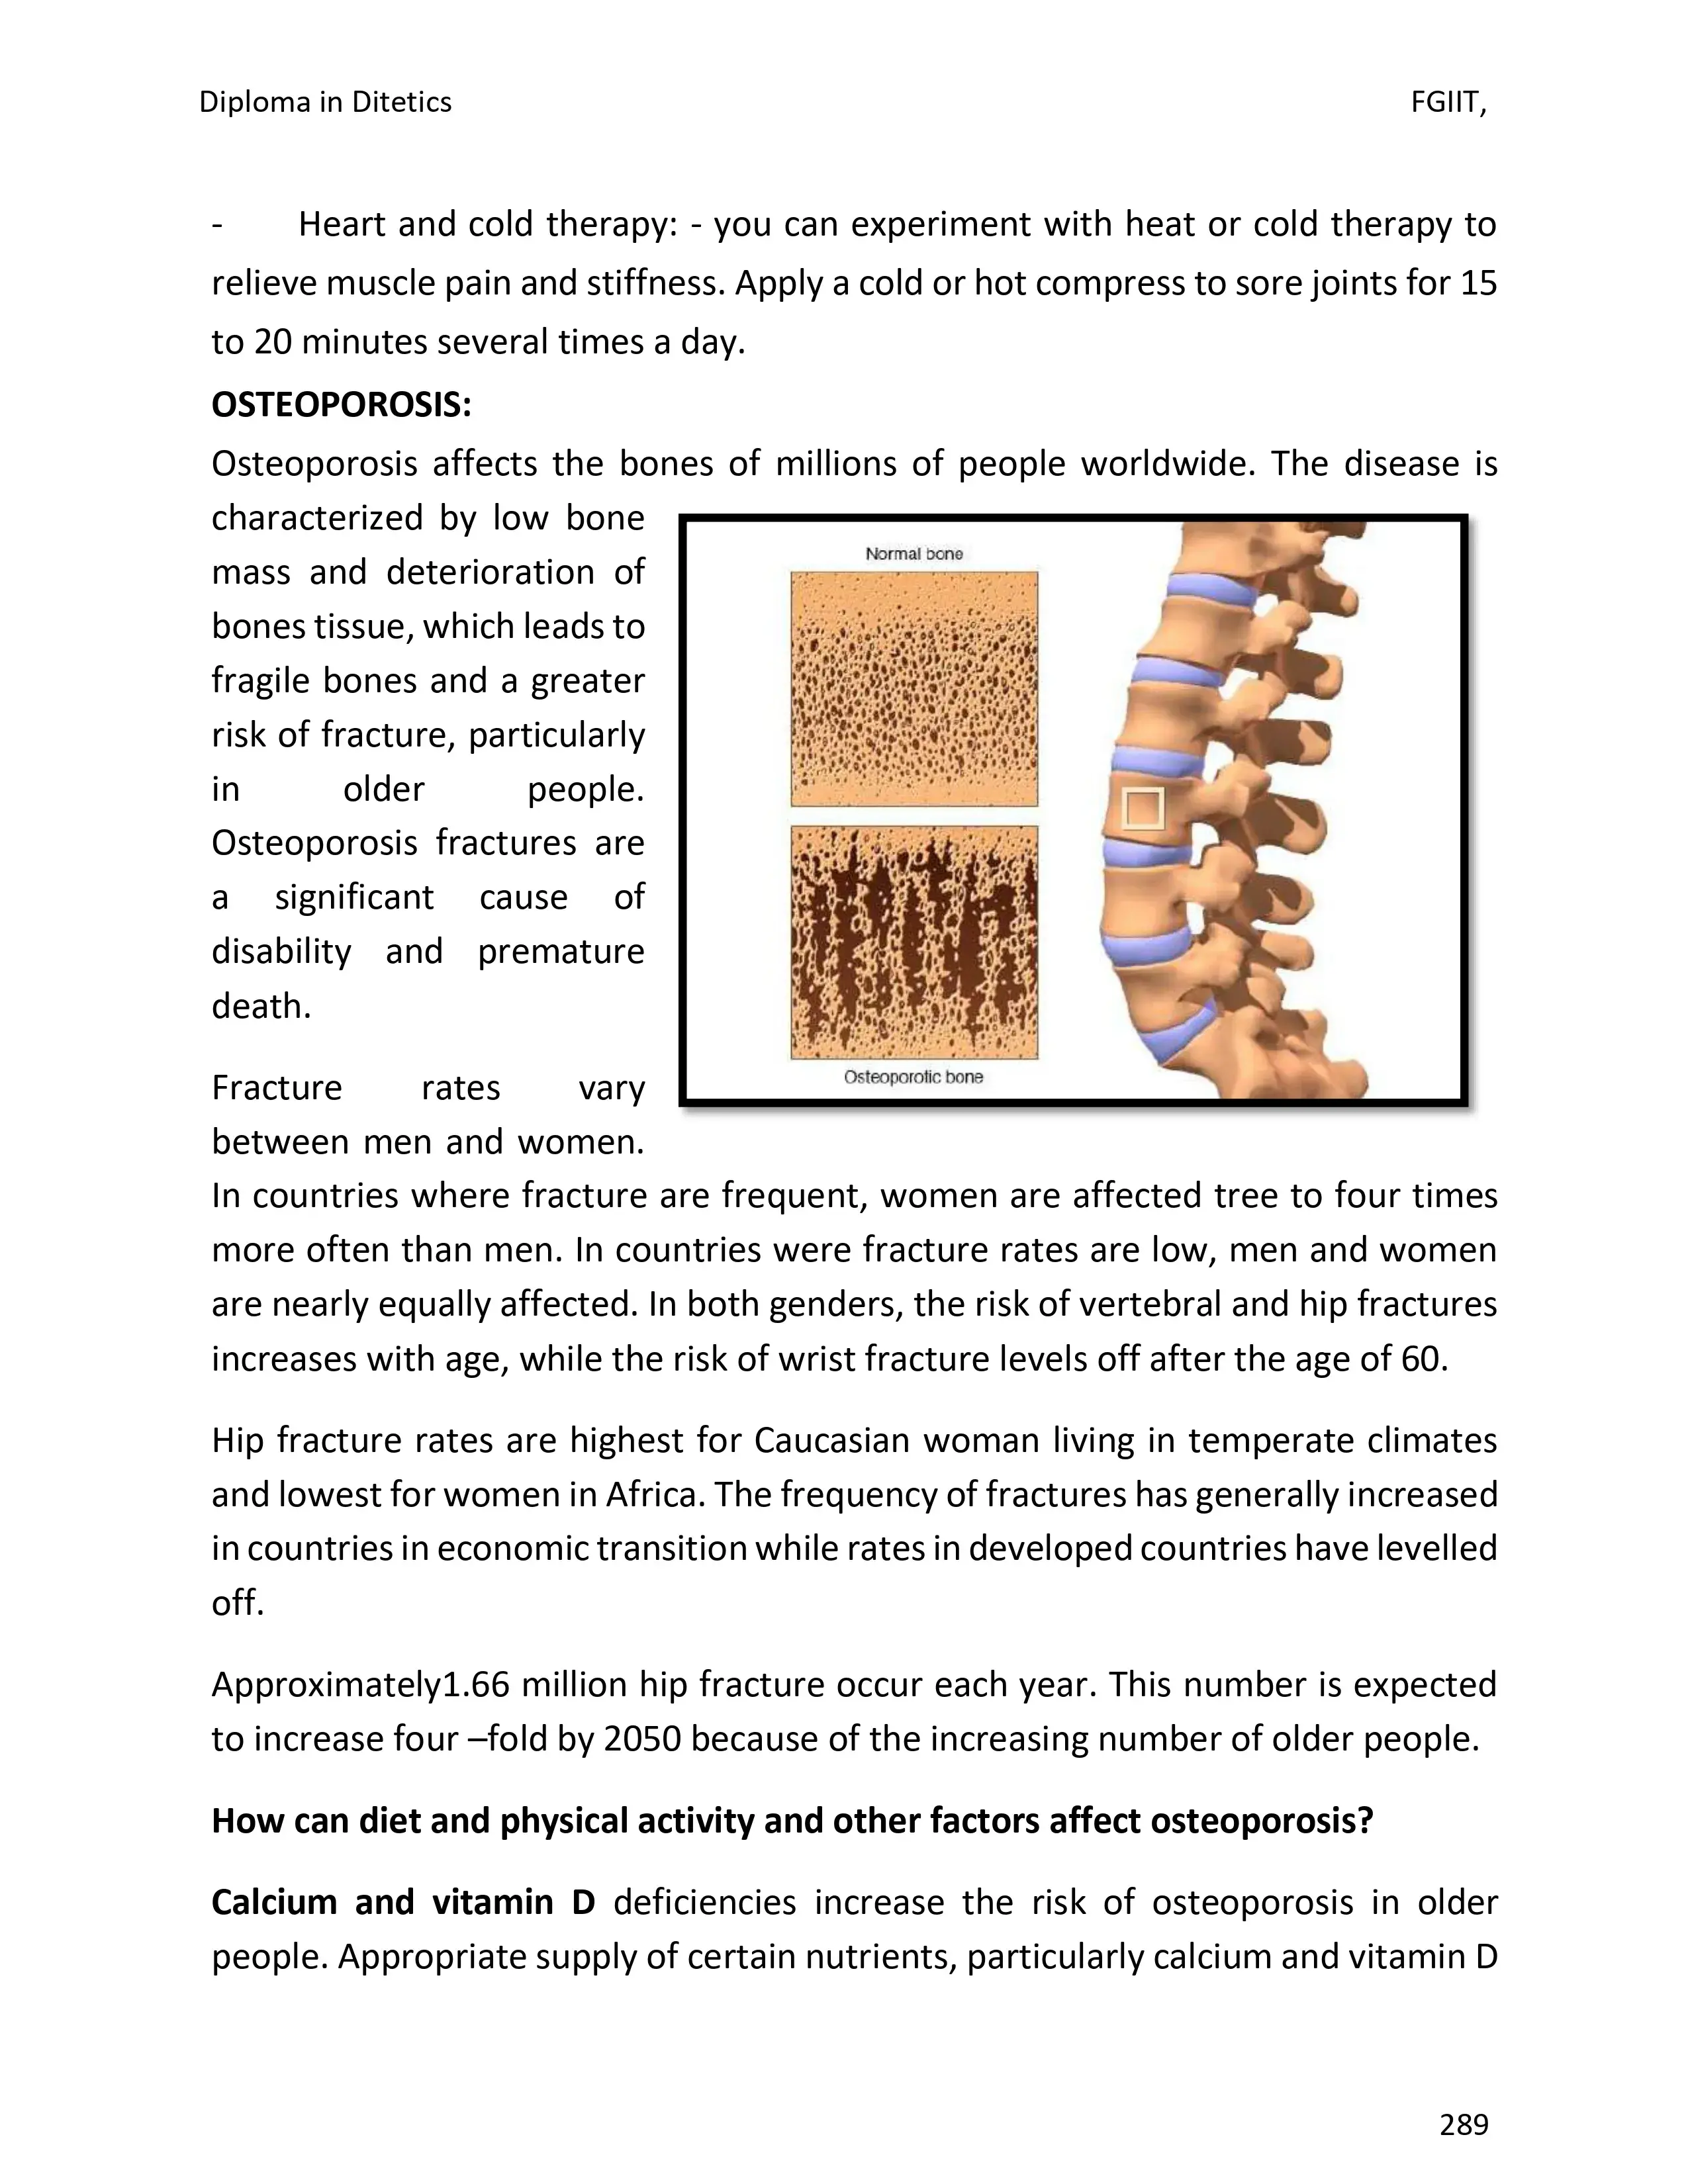 Diploma in Ditetics FGIIT,
- Heart and cold therapy: - you can experiment with heat or cold therapy to
relieve muscle pain and stiffness. Apply a cold or hot compress to sore joints for 15
to 20 minutes several times a day.
OSTEOPOROSIS:
Osteoporosis affects the bones of millions of people worldwide. The disease is
characterized by low bone
mass and deterioration of
bones tissue, which leads to
fragile bones and a greater
risk of fracture, particularly
in older people.
Osteoporosis fractures are
a significant cause of
disability and premature
death.
Normal bone
Osteoporotic bone
Fracture rates vary
between men and women.
In countries where fracture are frequent, women are affected tree to four times
more often than men. In countries were fracture rates are low, men and women
are nearly equally affected. In both genders, the risk of vertebral and hip fractures
increases with age, while the risk of wrist fracture levels off after the age of 60.
Hip fracture rates are highest for Caucasian woman living in temperate climates
and lowest for women in Africa. The frequency of fractures has generally increased
in countries in economic transition while rates in developed countries have levelled
off.
Approximately1.66 million hip fracture occur each year. This number is expected
to increase four –fold by 2050 because of the increasing number of older people.
How can diet and physical activity and other factors affect osteoporosis?
Calcium and vitamin D deficiencies increase the risk of osteoporosis in older
people. Appropriate supply of certain nutrients, particularly calcium and vitamin D
289